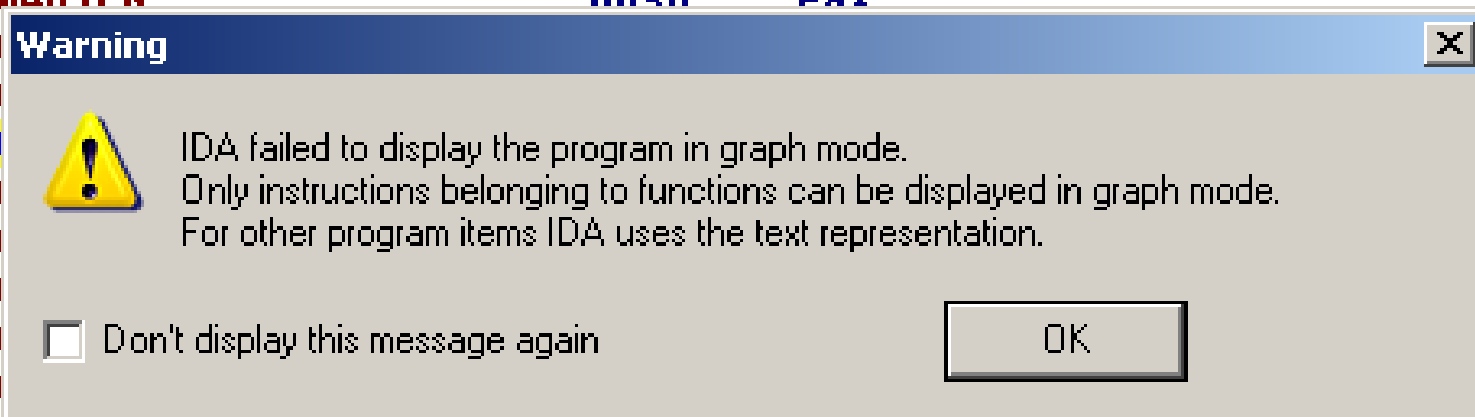 Warning
IDA failed to display the program in graph mode.
Only instructions belonging to functions can be displayed in graph mode.
For other program items IDA uses the text representation.
Don't display this message again
OK